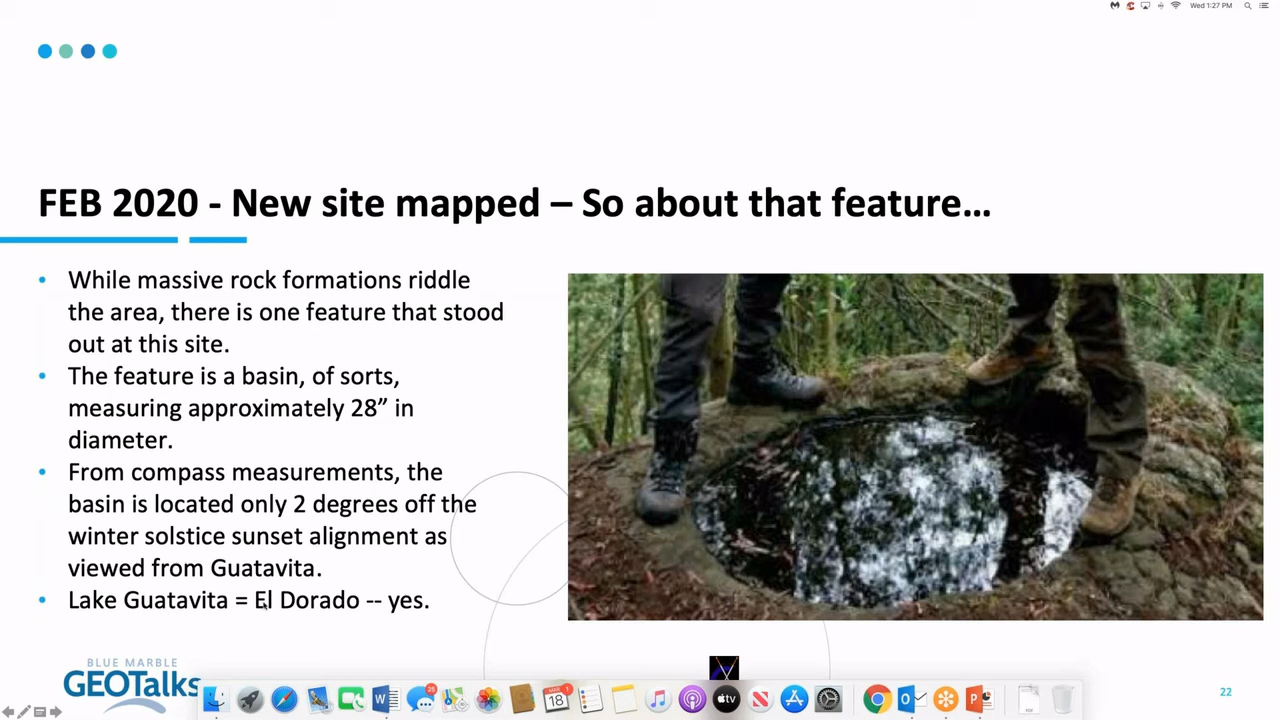 Wed 1:27 PM
FEB 2020 - New site mapped – So about that feature…
• While massive rock formations riddle
the area, there is one feature that stood
out at this site.
• The feature is a basin, of sorts,
measuring approximately 28” in
diameter.
• From compass measurements, the
basin is located only 2 degrees off the
winter solstice sunset alignment as
viewed from Guatavita.
• Lake Guatavita = El Dorado -- yes.
BLUE MARBLE
GEOTalks
22